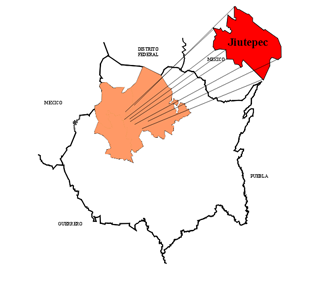 Jiutepec
DISTRITO
FEDERAL
MEXICO
MEXICO
PUEBLA
GUERRERO